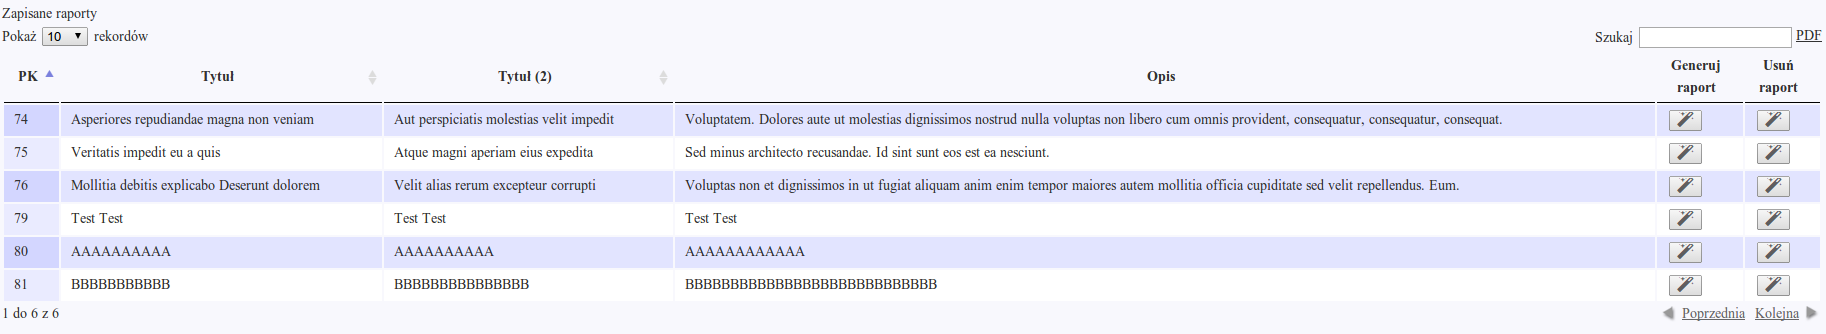 Zapisane raporty
Pokaż 10 rekordów Szukaj PDF
PK Tytuł Tytuł (2) Opis Generuj raport Usuń raport
74 Asperiores repudiandae magna non veniam Aut perspiciatis molestias velit impedit Voluptatem. Dolores aute ut molestias dignissimos nostrud nulla voluptas non libero cum omnis provident, consequatur, consequatur, consequat.
75 Veritatis impedit eu a quis Atque magni aperiam eius expedita Sed minus architecto recusandae. Id sint sunt eos est ea nesciunt.
76 Mollitia debitis explicabo Deserunt dolorem Velit alias rerum excepteur corrupti Voluptas non et dignissimos in ut fugiat aliquam anim enim tempor maiores autem mollitia officia cupiditate sed velit repellendus. Eum.
79 Test Test Test Test Test Test
80 AAAAAAAAAA AAAAAAAAAA AAAAAAAAAAAA
81 BBBBBBBBBBB BBBBBBBBBBBBBBB BBBBBBBBBBBBBBBBBBBBBBBBBBBB
1 do 6 z 6 Poprzednia Kolejna